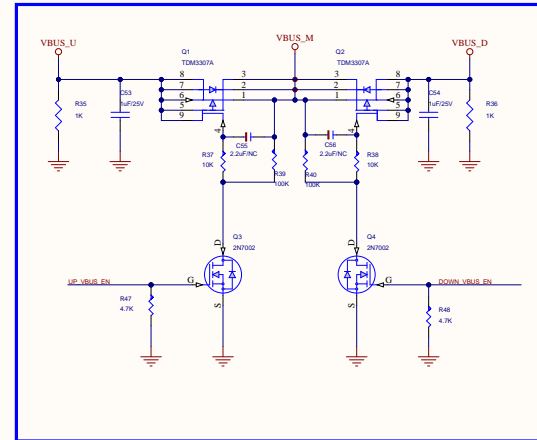 VBUS_U
VBUS_M
VBUS_D
Q1
TDM3307A
Q2
TDM3307A
8
7
6
5
9
3
2
1
4
3
2
1
4
8
7
6
5
9
C53
1uF/25V
R35
1K
C54
1uF/25V
R36
1K
C55
2.2uF/NC
R37
10K
R39
100K
C56
2.2uF/NC
R40
100K
R38
10K
Q3
2N7002
D
G
S
Q4
2N7002
D
G
S
UP_VBUS_EN
R47
4.7K
DOWN_VBUS_EN
R48
4.7K